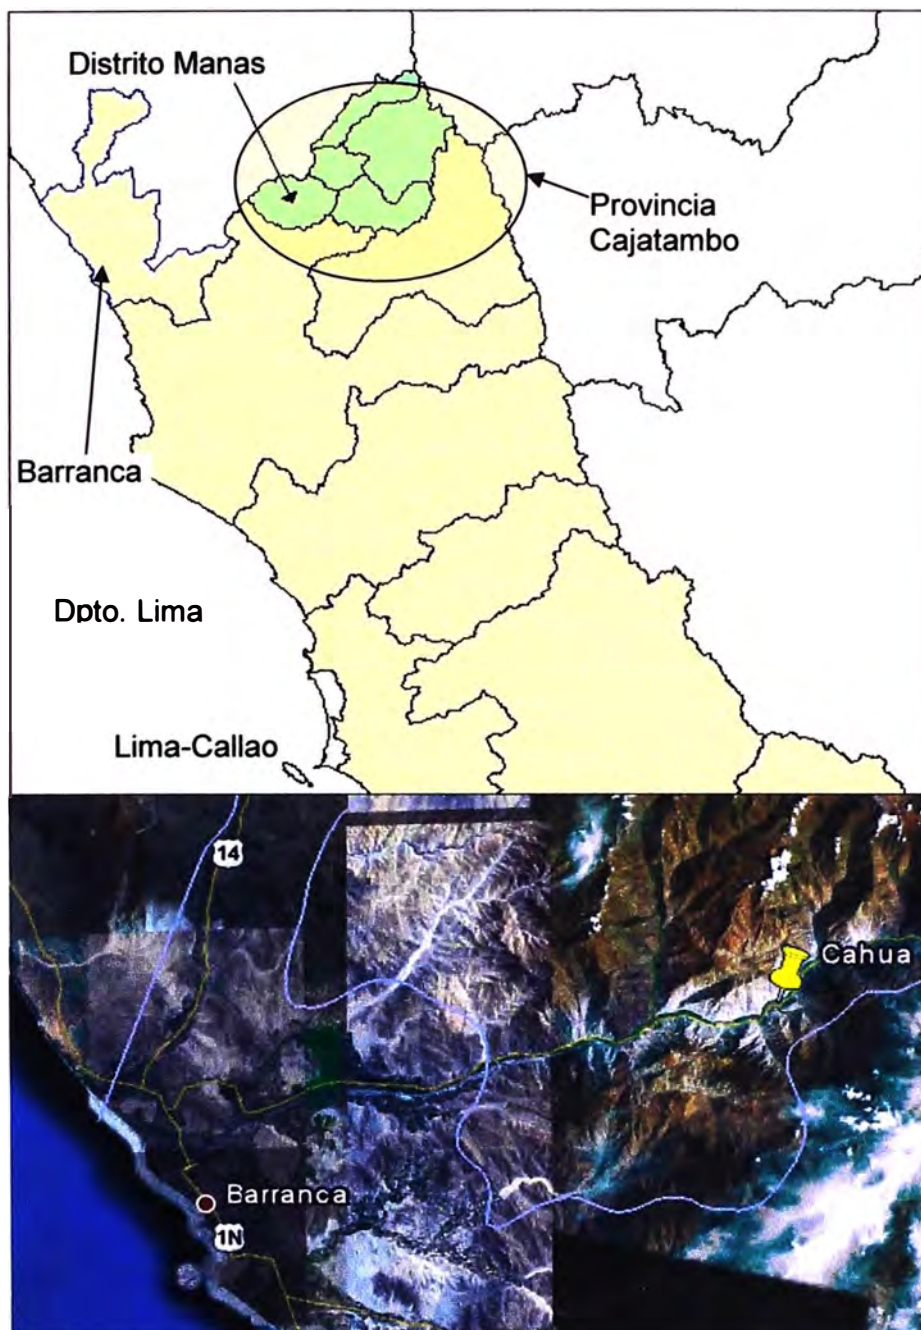 Distrito Manas
Provincia
Cajatambo
Barranca
Dpto. Lima
Lima-Callao
14
Cahua
Barranca
1N